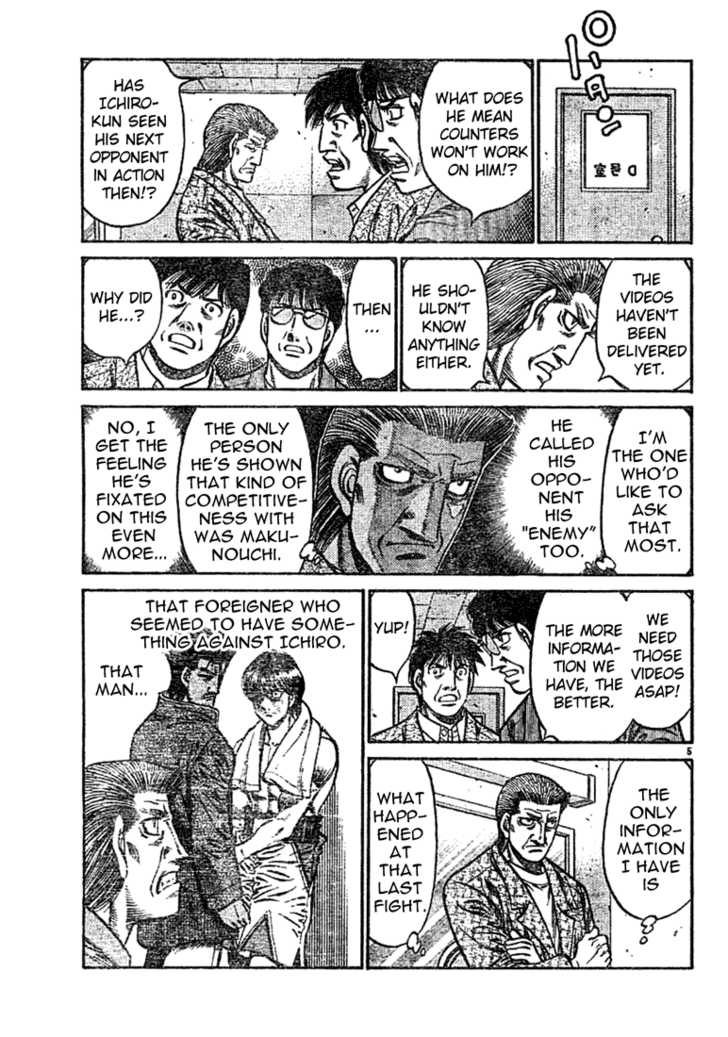 WHAT DOES
HE MEAN
COUNTERS
WON'T WORK
ON HIM!?
HAS
ICHIRO-
KUN SEEN
HIS NEXT
OPPONENT
IN ACTION
THEN!?
THE
VIDEOS
HAVEN'T
BEEN
DELIVERED
YET.
HE SHO-
ULDN'T
KNOW
ANYTHING
EITHER.
THEN
...
WHY DID
HE...?
I'M
THE ONE
WHO'D
LIKE TO
ASK
THAT
MOST.
HE
CALLED
HIS
OPPO-
NENT
HIS
"ENEMY"
TOO.
THE ONLY
PERSON
HE'S SHOWN
THAT KIND OF
COMPETITIVE-
NESS WITH
WAS MAKU-
NOUCHI.
NO, I
GET THE
FEELING
HE'S
FIXATED
ON THIS
EVEN
MORE...
WE
NEED
THOSE
VIDEOS
ASAP!
THE MORE
INFORMA-
TION WE
HAVE, THE
BETTER.
YUP!
5
THE
ONLY
INFOR-
MATION
I HAVE
IS
WHAT
HAPP-
ENED
AT
THAT
LAST
FIGHT.
THAT FOREIGNER WHO
SEEMED TO HAVE SOME-
THING AGAINST ICHIRO.
THAT
MAN...